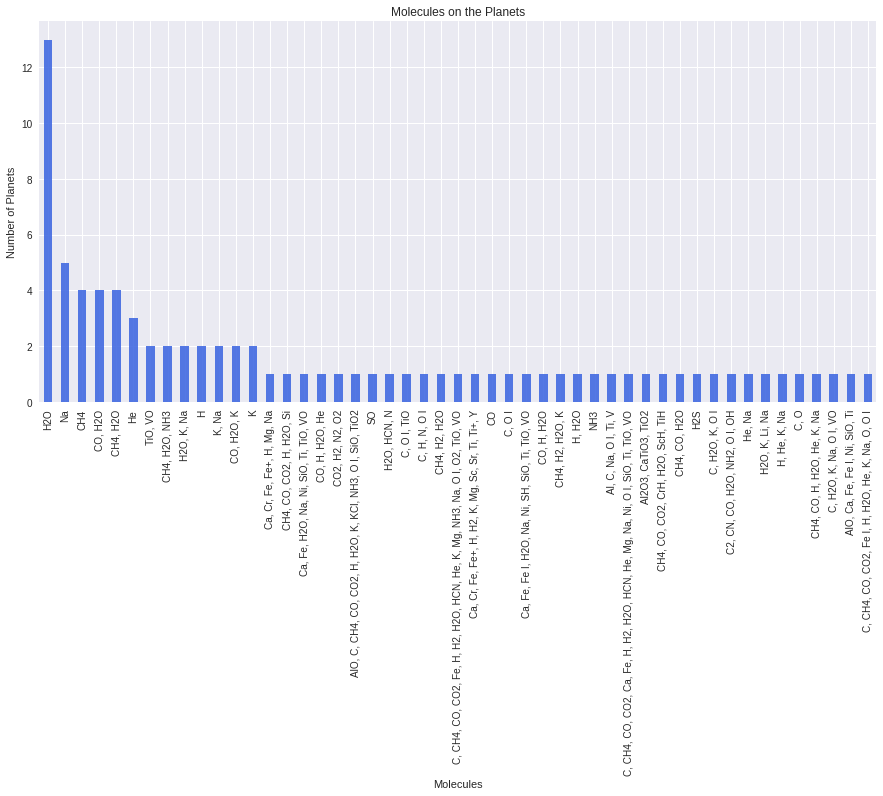 Molecules on the Planets
Number of Planets
12
10
8
6
4
2
0
H2O
Na
CH4
CO, H2O
CH4, H2O
He
TiO, VO
CH4, H2O, NH3
H2O, K, Na
H
K, Na
CO, H2O, K
K
Ca, Cr, Fe, Fe+, H, Mg, Na
CH4, CO, CO2, H, H2O, Si
Ca, Fe, H2O, Na, Ni, SiO, Ti, TiO, VO
CO, H, H2O, He
CO2, H2, N2, O2
AlO, C, CH4, CO, CO2, H, H2O, K, KCl, NH3, O I, SiO, TiO2
SO
H2O, HCN, N
C, O I, TiO
C, H, N, O I
CH4, H2, H2O
C, CH4, CO, CO2, Fe, H, H2, H2O, HCN, He, K, Mg, NH3, Na, O I, O2, TiO, VO
Ca, Cr, Fe, Fe+, H, H2, K, Mg, Sc, Sr, Ti, Ti+, Y
CO
C, O I
Ca, Fe, Fe I, H2O, Na, Ni, SH, SiO, Ti, TiO, VO
CO, H, H2O
CH4, H2, H2O, K
H, H2O
NH3
Al, C, Na, O I, Ti, V
C, CH4, CO, CO2, Ca, Fe, H, H2, H2O, HCN, He, Mg, Na, Ni, O I, SiO, Ti, TiO, VO
Al2O3, CaTiO3, TiO2
CH4, CO, CO2, CrH, H2O, ScH, TiH
CH4, CO, H2O
H2S
C, H2O, K, O I
C2, CN, CO, H2O, NH2, O I, OH
He, Na
H2O, K, Li, Na
H, He, K, Na
C, O
CH4, CO, H, H2O, He, K, Na
C, H2O, K, Na, O I, VO
AlO, Ca, Fe, Fe I, Ni, SiO, Ti
C, CH4, CO, CO2, Fe I, H, H2O, He, K, Na, O, O I
Molecules